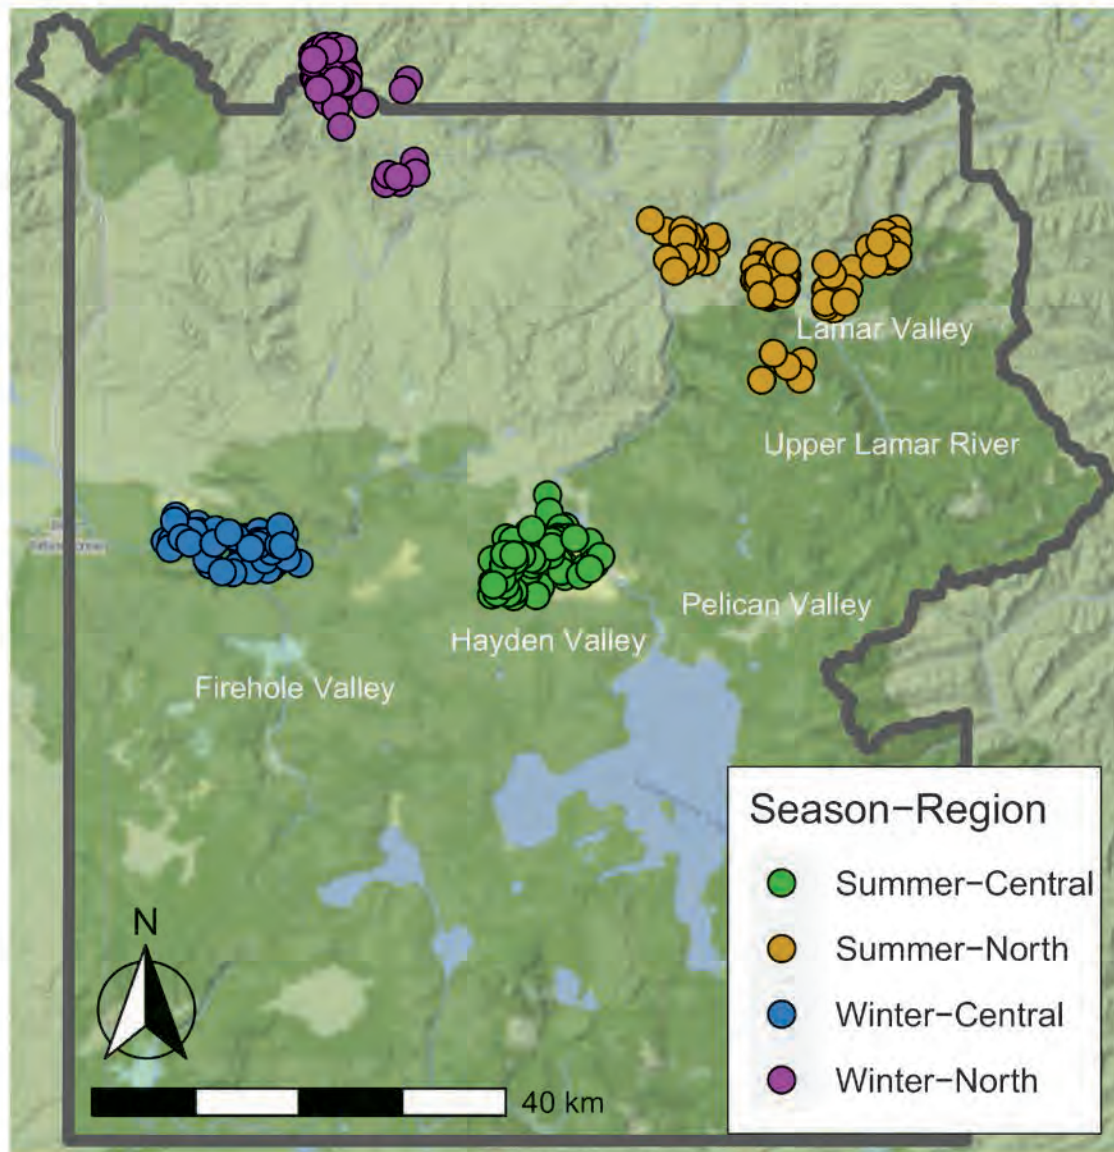 Lamar Valley
Upper Lamar River
Pelican Valley
Hayden Valley
Firehole Valley
Season-Region
Summer-Central
Summer-North
Winter-Central
Winter-North
N
40 km